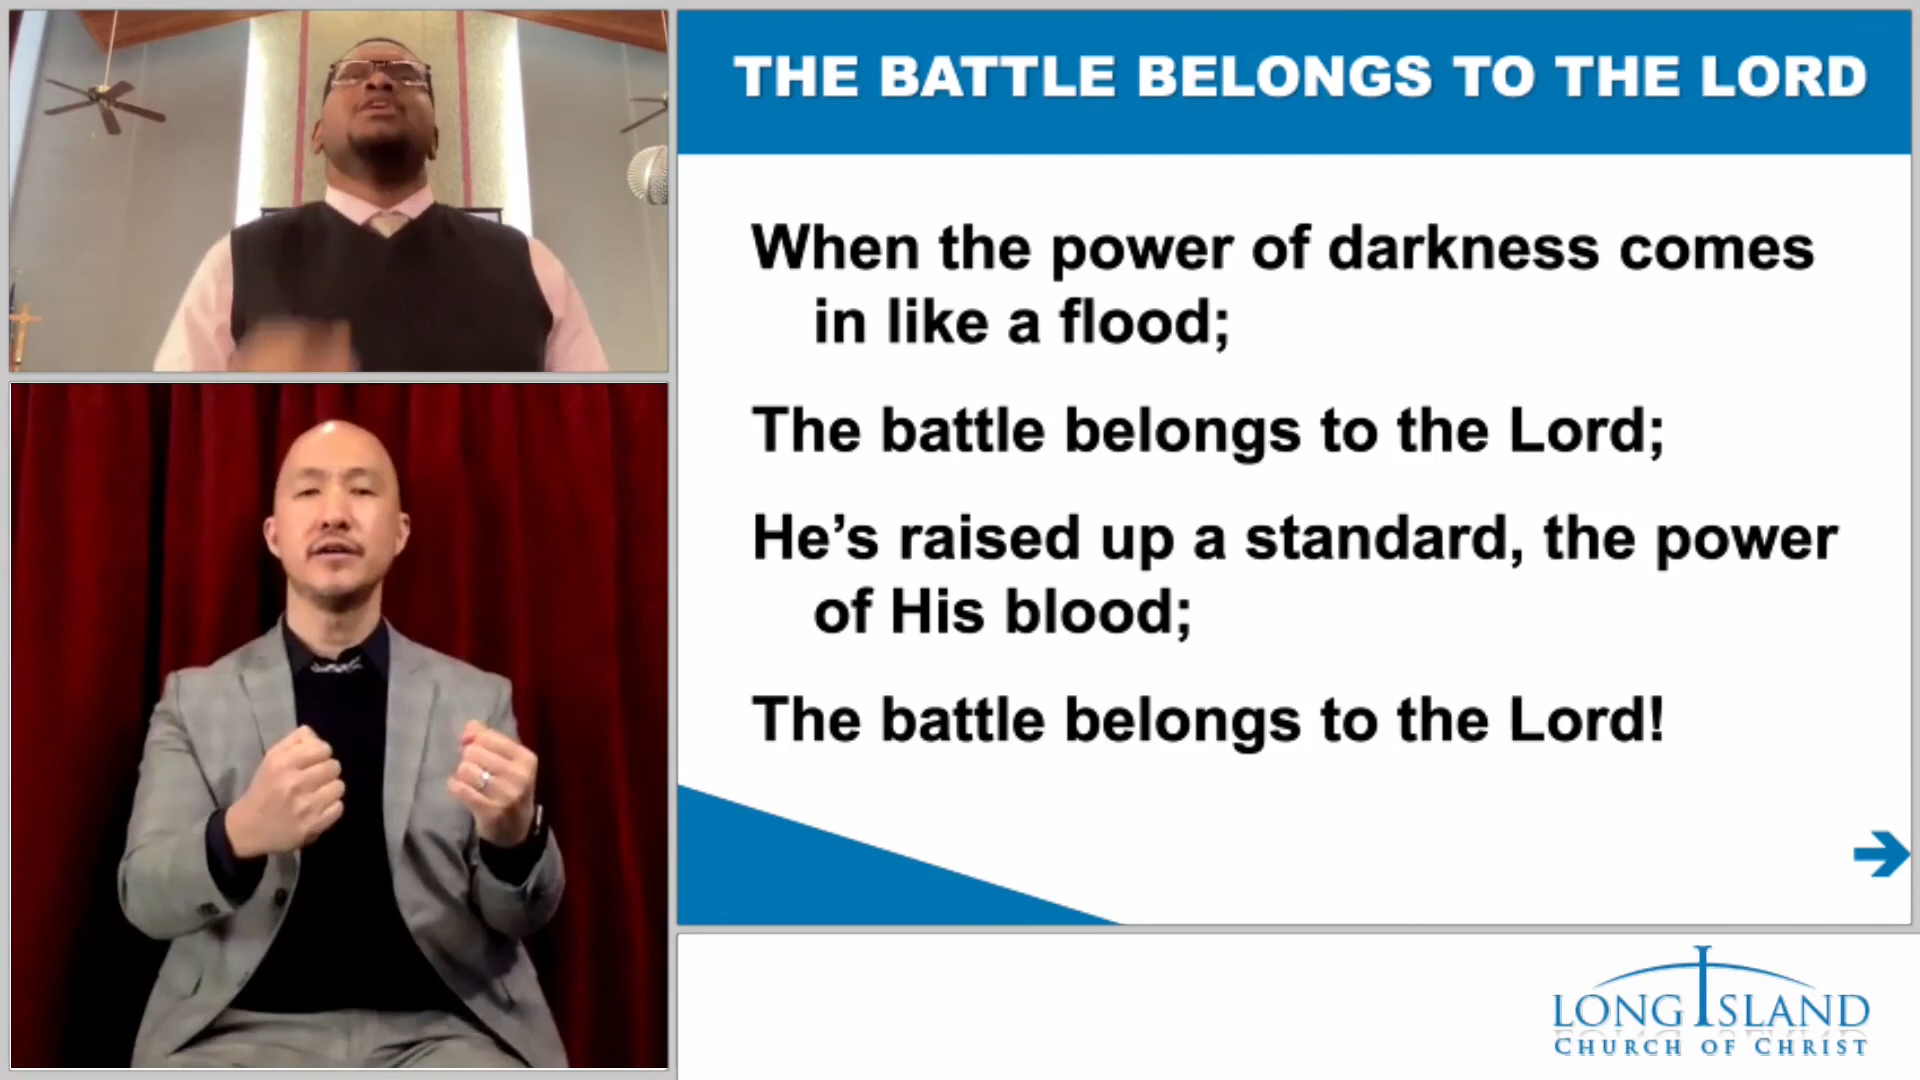 THE BATTLE BELONGS TO THE LORD
When the power of darkness comes
in like a flood;
The battle belongs to the Lord;
He’s raised up a standard, the power
of His blood;
The battle belongs to the Lord!
LONG ISLAND
CHURCH OF CHRIST